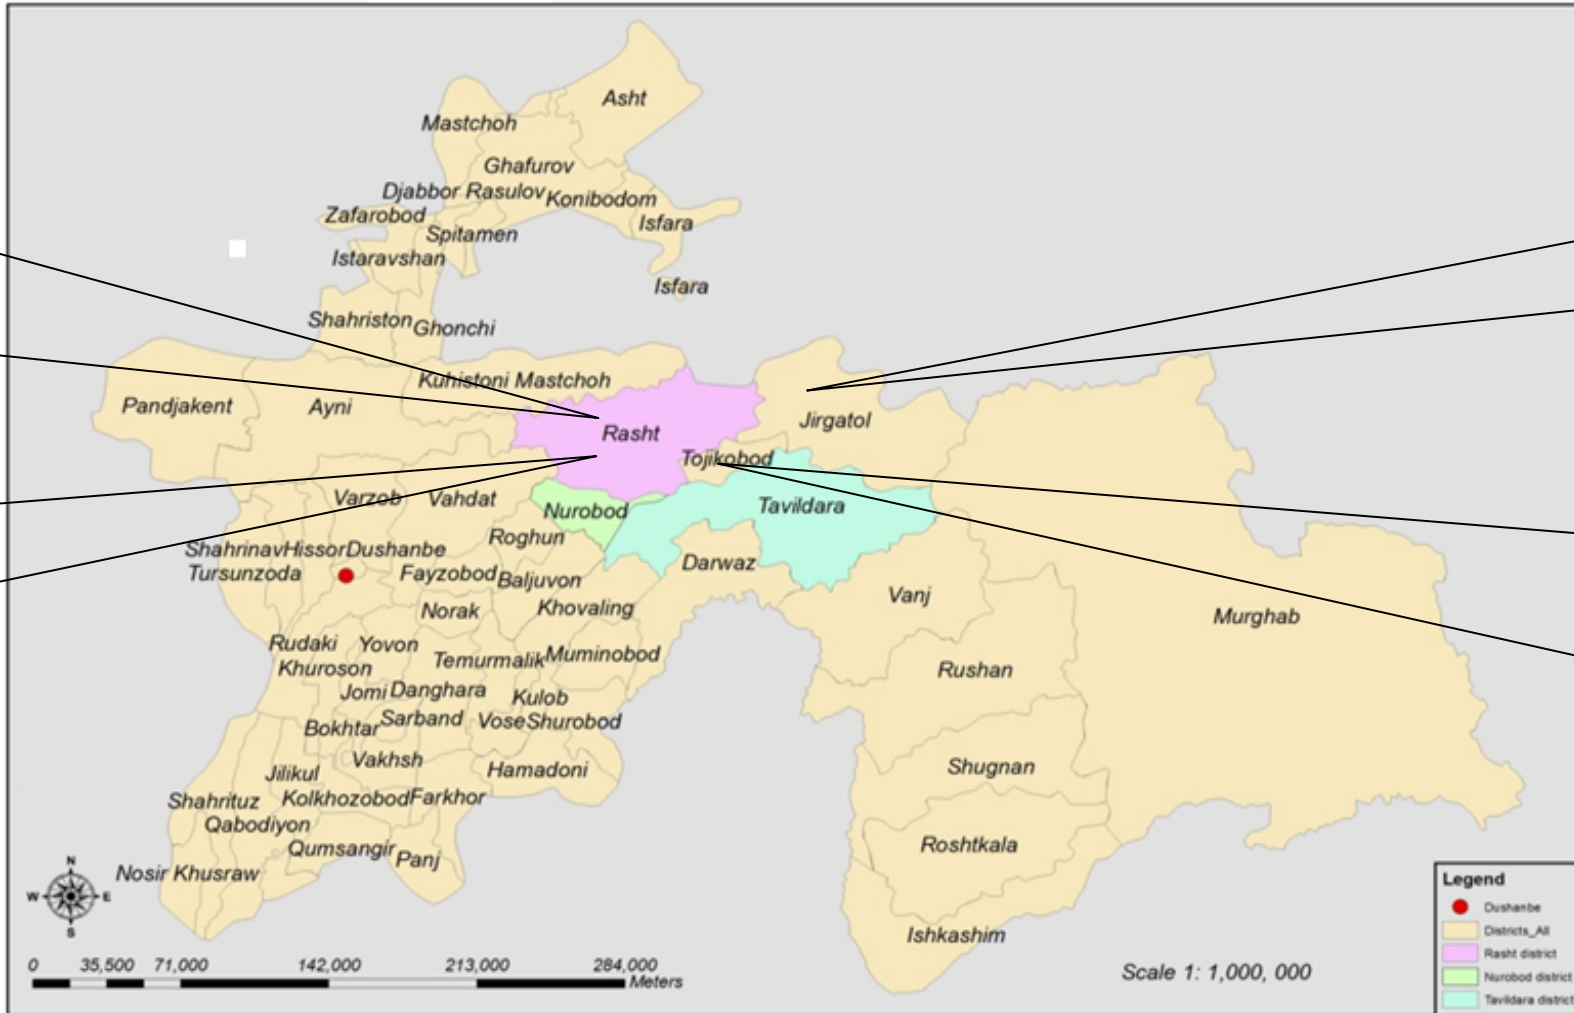 Asht
Mastchoh
Ghafurov
Djabbor Rasulov
Konibodom
Zafarobod
Isfara
Spitamen
Istaravshan
Isfara
Shahriston
Ghonchi
Kuhistoni Mastchoh
Pandjakent
Ayni
Jirgatol
Rasht
Tojikobod
Varzob
Vahdat
Tavildara
Nurobod
Roghun
Shahrinav
Hissor
Dushanbe
Darwaz
Tursunzoda
Fayzobod
Baljuvon
Vanj
Norak
Khovaling
Murghab
Rudaki
Yovon
Temurmalik
Muminobod
Khuroson
Rushan
Jomi
Danghara
Kulob
Bokhtar
Sarband
Vose
Shurobod
Vakhsh
Jilikul
Hamadoni
Shugnan
Shahrituz
Kolkhozobod
Farkhor
Qabodiyon
Qumsangir
Panj
Roshtkala
Nosir Khusraw
Ishkashim
N
W
E
S
0 35,500 71,000 142,000 213,000 284,000
Meters
Scale 1: 1,000, 000
Legend
Dushanbe
Districts_All
Rasht district
Nurobod district
Tavildara district